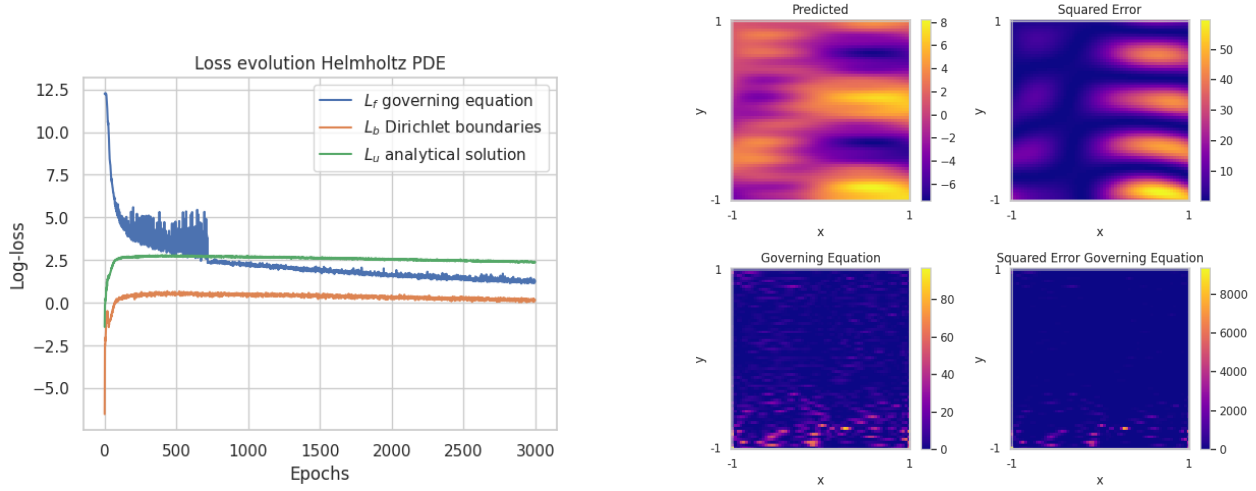 Loss evolution Helmholtz PDE
12.5
10.0
7.5
5.0
2.5
0.0
−2.5
−5.0
Log-loss
L_f governing equation
L_b Dirichlet boundaries
L_u analytical solution
0 500 1000 1500 2000 2500 3000
Epochs
Predicted
1
y
-1
-1 1
x
8
6
4
2
0
−2
−4
−6
Squared Error
1
y
-1
-1 1
x
50
40
30
20
10
Governing Equation
1
y
-1
-1 1
x
80
60
40
20
0
Squared Error Governing Equation
1
y
-1
-1 1
x
8000
6000
4000
2000
0